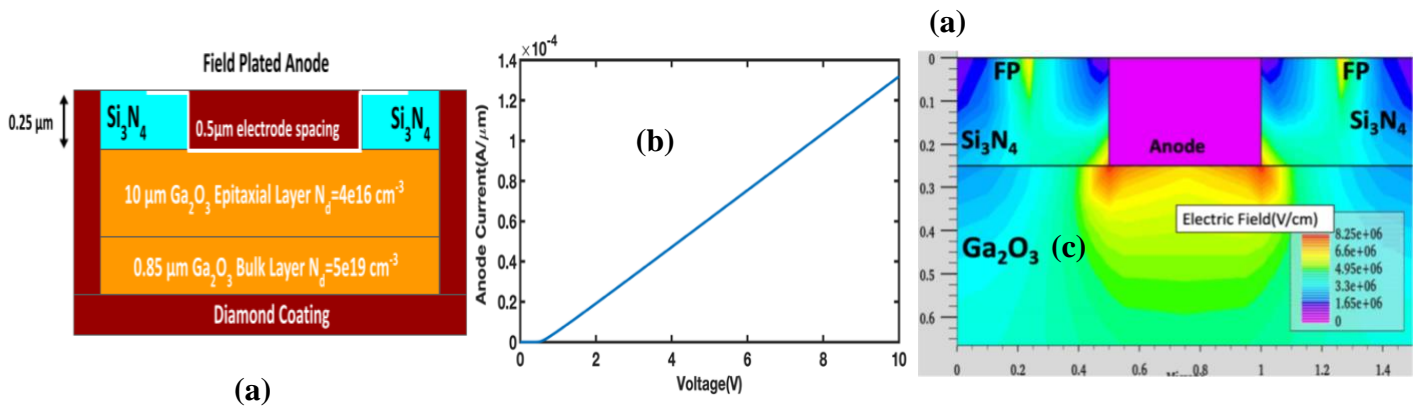 Field Plated Anode
0.25 μm
Si3N4
0.5μm electrode spacing
Si3N4
10 μm Ga2O3 Epitaxial Layer Nd=4e16 cm-3
0.85 μm Ga2O3 Bulk Layer Nd=5e19 cm-3
Diamond Coating
(a)
×10-4
1.4
1.2
1
0.8
0.6
0.4
0.2
0
Anode Current(A/μm)
(b)
0 2 4 6 8 10
Voltage(V)
(a)
0
0.1
0.2
0.3
0.4
0.5
0.6
FP
FP
Si3N4
Si3N4
Anode
Ga2O3
(c)
Electric Field(V/cm)
8.25e+06
6.6e+06
4.95e+06
3.3e+06
1.65e+06
0
0 0.2 0.4 0.6 0.8 1 1.2 1.4